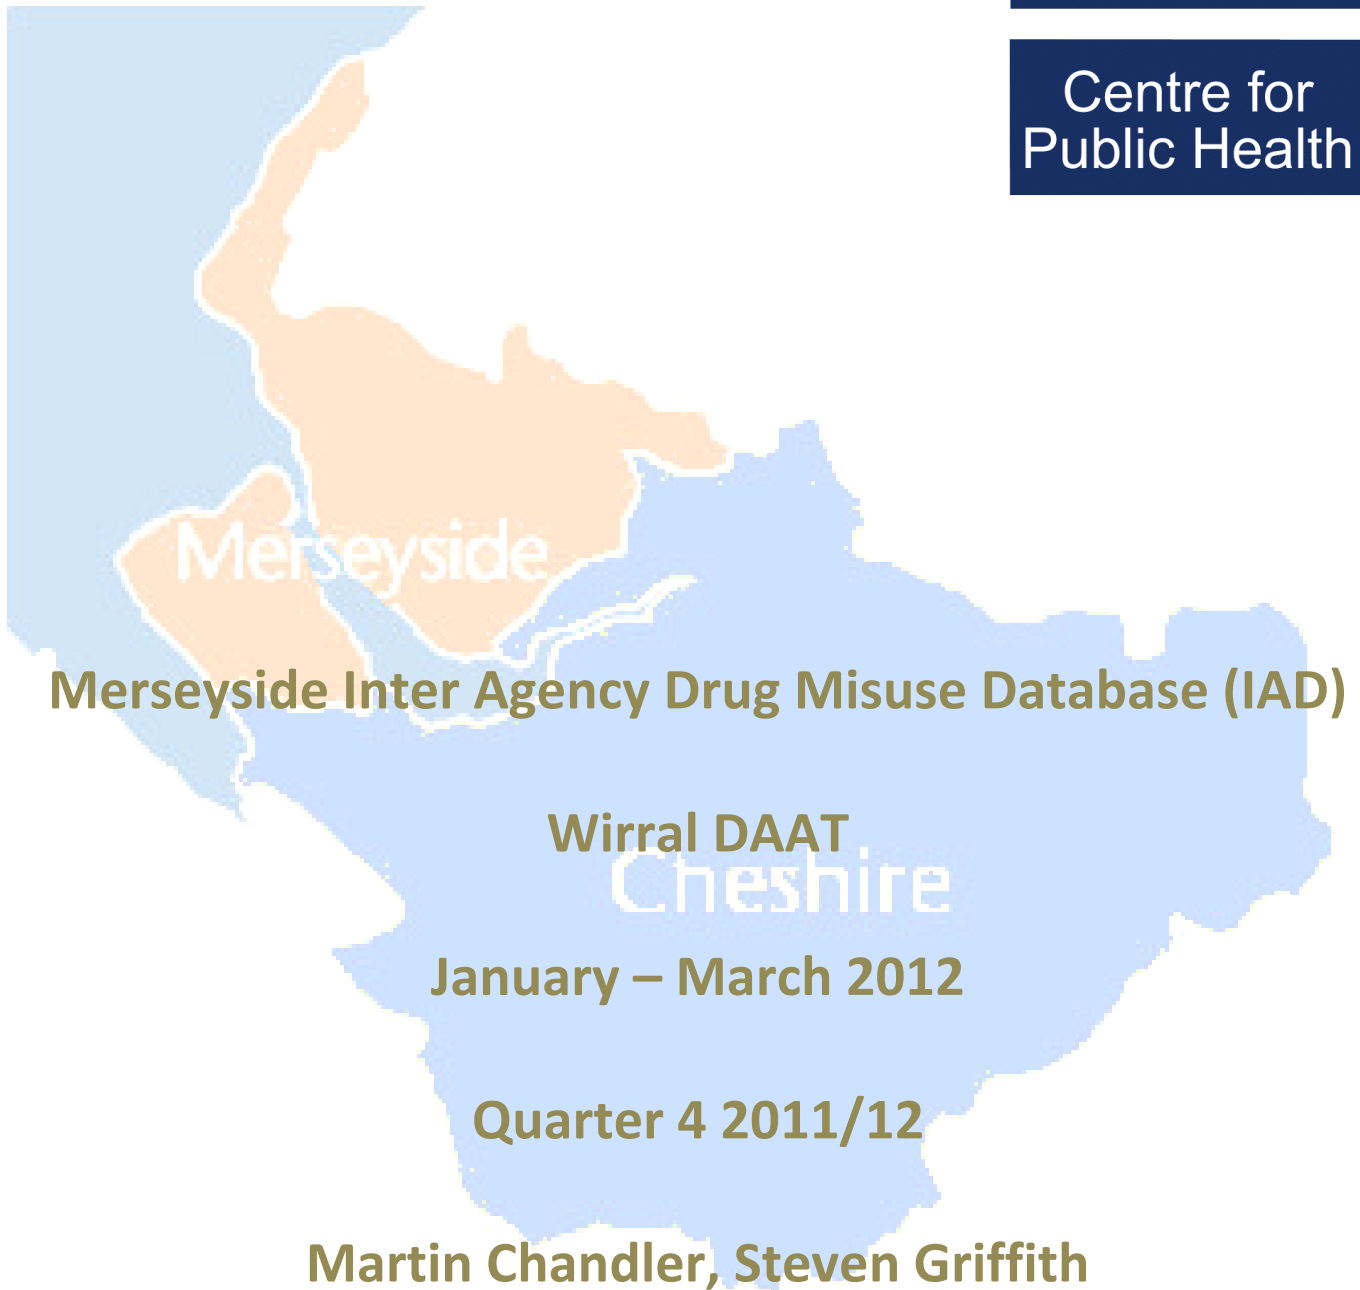 Centre for
Public Health
Merseyside
Merseyside Inter Agency Drug Misuse Database (IAD)
Wirral DAAT
Cheshire
January – March 2012
Quarter 4 2011/12
Martin Chandler, Steven Griffith